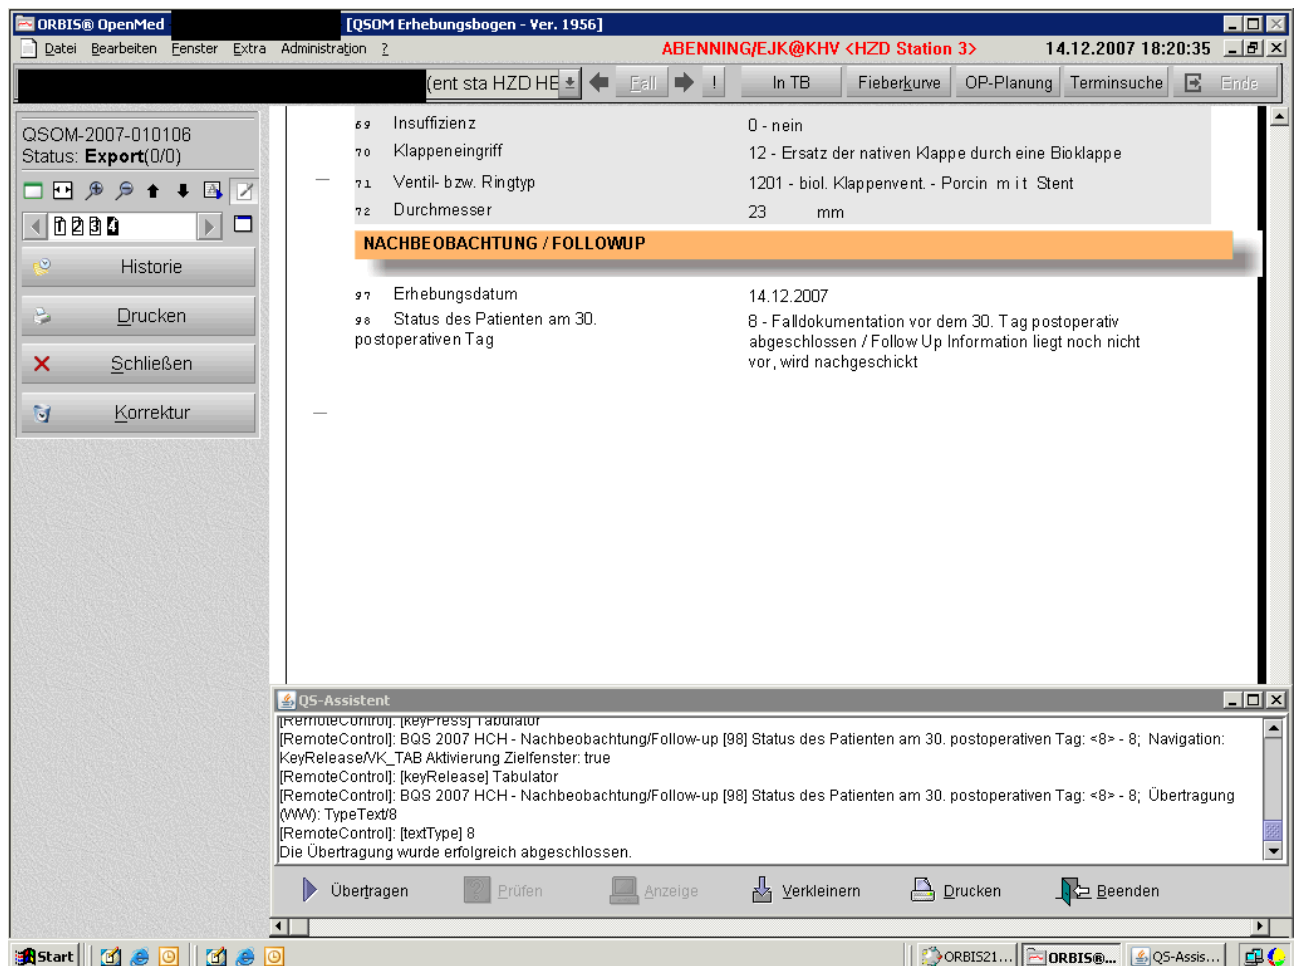 ORBIS® OpenMed - [QSOM Erhebungsbogen - Ver. 1956]
Datei Bearbeiten Fenster Extra Administration ? ABENNING/EJK@KHV <HZD Station 3> 14.12.2007 18:20:35
(ent sta HZD HE Fall ! In TB Fieberkurve OP-Planung Terminsuche Ende
QSOM-2007-010106
Status: Export(0/0)
1 2 3 4
Historie
Drucken
Schließen
Korrektur
69 Insuffizienz 0 - nein
70 Klappeneingriff 12 - Ersatz der nativen Klappe durch eine Bioklappe
71 Ventil- bzw. Ringtyp 1201 - biol. Klappenvent. - Porcin m i t Stent
72 Durchmesser 23 mm
NACHBEOBACHTUNG / FOLLOWUP
97 Erhebungsdatum 14.12.2007
98 Status des Patienten am 30. 8 - Falldokumentation vor dem 30. Tag postoperativ
postoperativen Tag abgeschlossen / Follow Up Information liegt noch nicht
vor, wird nachgeschickt
QS-Assistent
[RemoteControl]: [keyPress] Tabulator
[RemoteControl]: BQS 2007 HCH - Nachbeobachtung/Follow-up [98] Status des Patienten am 30. postoperativen Tag: <8> - 8; Navigation:
KeyRelease/VK_TAB Aktivierung Zielfenster: true
[RemoteControl]: [keyRelease] Tabulator
[RemoteControl]: BQS 2007 HCH - Nachbeobachtung/Follow-up [98] Status des Patienten am 30. postoperativen Tag: <8> - 8; Übertragung
(WW): TypeText/8
[RemoteControl]: [textType] 8
Die Übertragung wurde erfolgreich abgeschlossen.
Übertragen Prüfen Anzeige Verkleinern Drucken Beenden
Start ORBIS21... ORBIS®... QS-Assis...